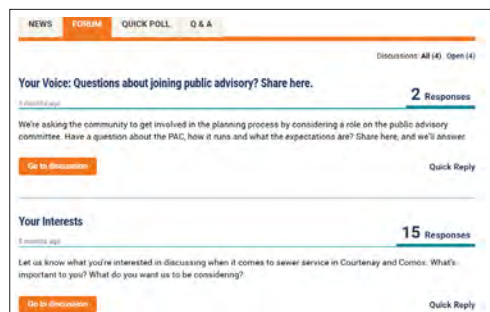 NEWS FORUM QUICK POLL Q & A
Discussions: All (4) Open (4)
Your Voice: Questions about joining public advisory? Share here.
2 Responses
months ago
We're asking the community to get involved in the planning process by considering a role on the public advisory
committee. Have a question about the PAC, how it runs and what the expectations are? Share here, and we'll answer
Go to discussion
Quick Reply
Your Interests
15 Responses
months ago
Let us know what you're interested in discussing when it comes to sewer service in Courtenay and Comox. What's
important to you? What do you want us to be considering?
Go to discussion
Quick Reply